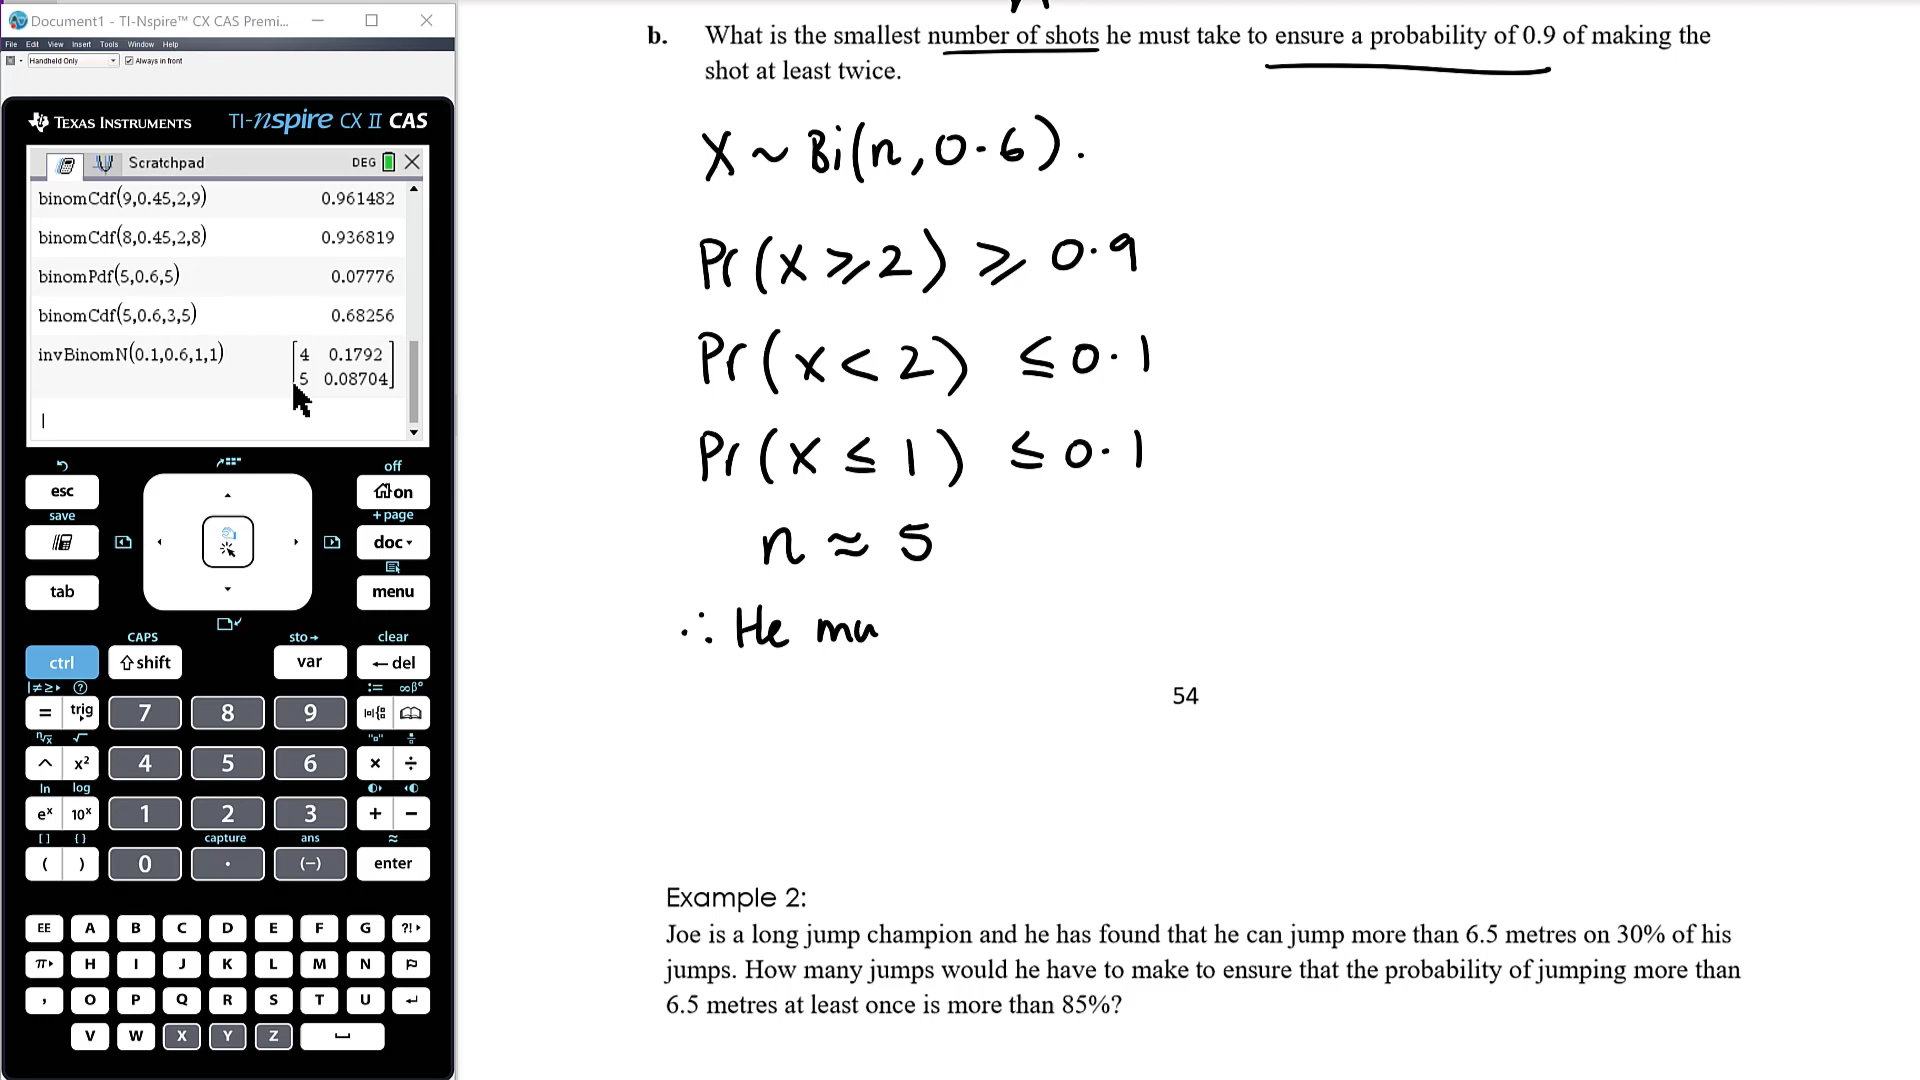 Document1 - TI-Nspire™ CX CAS Premi...
File Edit View Insert Tools Window Help
Handheld Only Always in front
TEXAS INSTRUMENTS TI-nspire CX II CAS
Scratchpad DEG
binomCdf(9,0.45,2,9) 0.961482
binomCdf(8,0.45,2,8) 0.936819
binomPdf(5,0.6,5) 0.07776
binomCdf(5,0.6,3,5) 0.68256
invBinomN(0.1,0.6,1,1) [4 0.1792
5 0.08704]
off
esc on
save + page
doc
tab menu
CAPS sto→ clear
ctrl shift var ←del
|≠≥▸ ? := ∞β°
= trig 7 8 9
ⁿ√x √ "▫"
^ x² 4 5 6 × ÷
ln log
eˣ 10ˣ 1 2 3 + −
[ ] { } capture ans ≈
( ) 0 . (−) enter
EE A B C D E F G ?!▸
π▸ H I J K L M N
, O P Q R S T U ↵
V W X Y Z
b. What is the smallest number of shots he must take to ensure a probability of 0.9 of making the
shot at least twice.
X ~ Bi(n, 0.6).
Pr(X ≥ 2) ≥ 0.9
Pr(X < 2) ≤ 0.1
Pr(X ≤ 1) ≤ 0.1
n ≈ 5
∴ He mu
54
Example 2:
Joe is a long jump champion and he has found that he can jump more than 6.5 metres on 30% of his
jumps. How many jumps would he have to make to ensure that the probability of jumping more than
6.5 metres at least once is more than 85%?